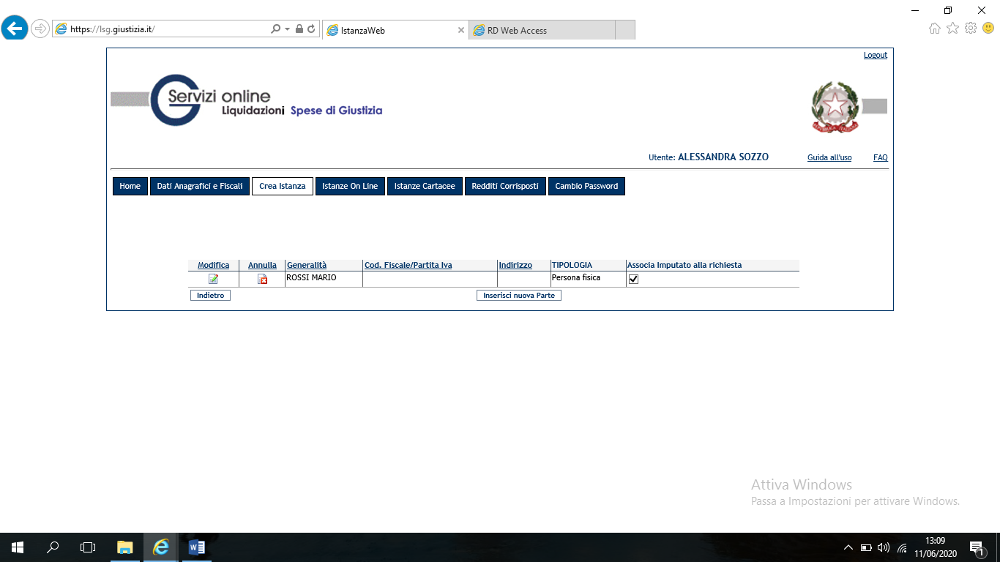 https://lsg.giustizia.it/
IstanzaWeb
RD Web Access
Logout
Servizi online
Liquidazioni Spese di Giustizia
Utente: ALESSANDRA SOZZO
Guida all'uso
FAQ
Home
Dati Anagrafici e Fiscali
Crea Istanza
Istanze On Line
Istanze Cartacee
Redditi Corrisposti
Cambio Password
Modifica Annulla Generalità Cod. Fiscale/Partita Iva Indirizzo TIPOLOGIA Associa Imputato alla richiesta
ROSSI MARIO Persona fisica
Indietro
Inserisci nuova Parte
Attiva Windows
Passa a Impostazioni per attivare Windows.
13:09
11/06/2020
1